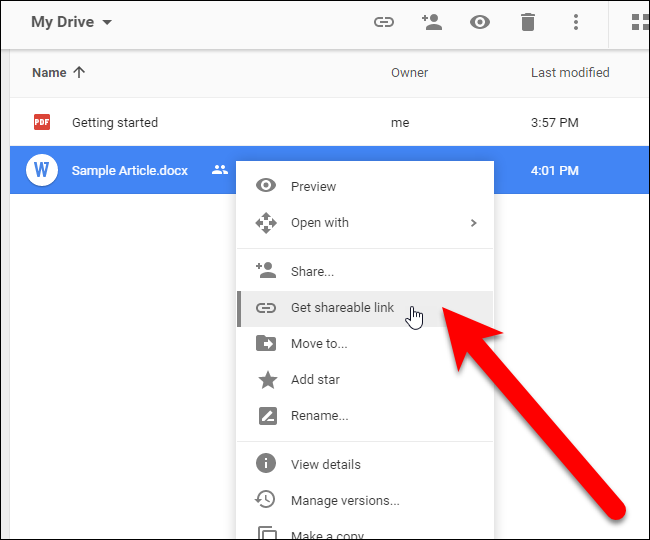 My Drive
Name Owner Last modified
PDF Getting started me 3:57 PM
W Sample Article.docx 4:01 PM
Preview
Open with
Share...
Get shareable link
Move to...
Add star
Rename...
View details
Manage versions...
Make a copy